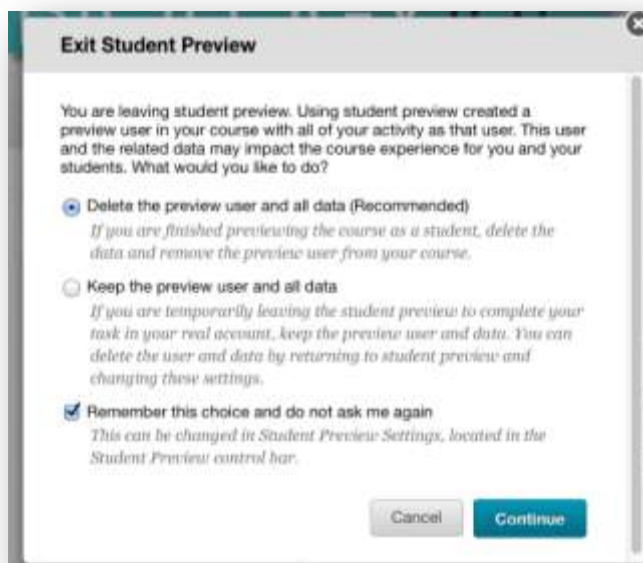 Exit Student Preview
You are leaving student preview. Using student preview created a
preview user in your course with all of your activity as that user. This user
and the related data may impact the course experience for you and your
students. What would you like to do?
Delete the preview user and all data (Recommended)
If you are finished previewing the course as a student, delete the
data and remove the preview user from your course.
Keep the preview user and all data
If you are temporarily leaving the student preview to complete your
task in your real account, keep the preview user and data. You can
delete the user and data by returning to student preview and
changing these settings.
Remember this choice and do not ask me again
This can be changed in Student Preview Settings, located in the
Student Preview control bar.
Cancel
Continue